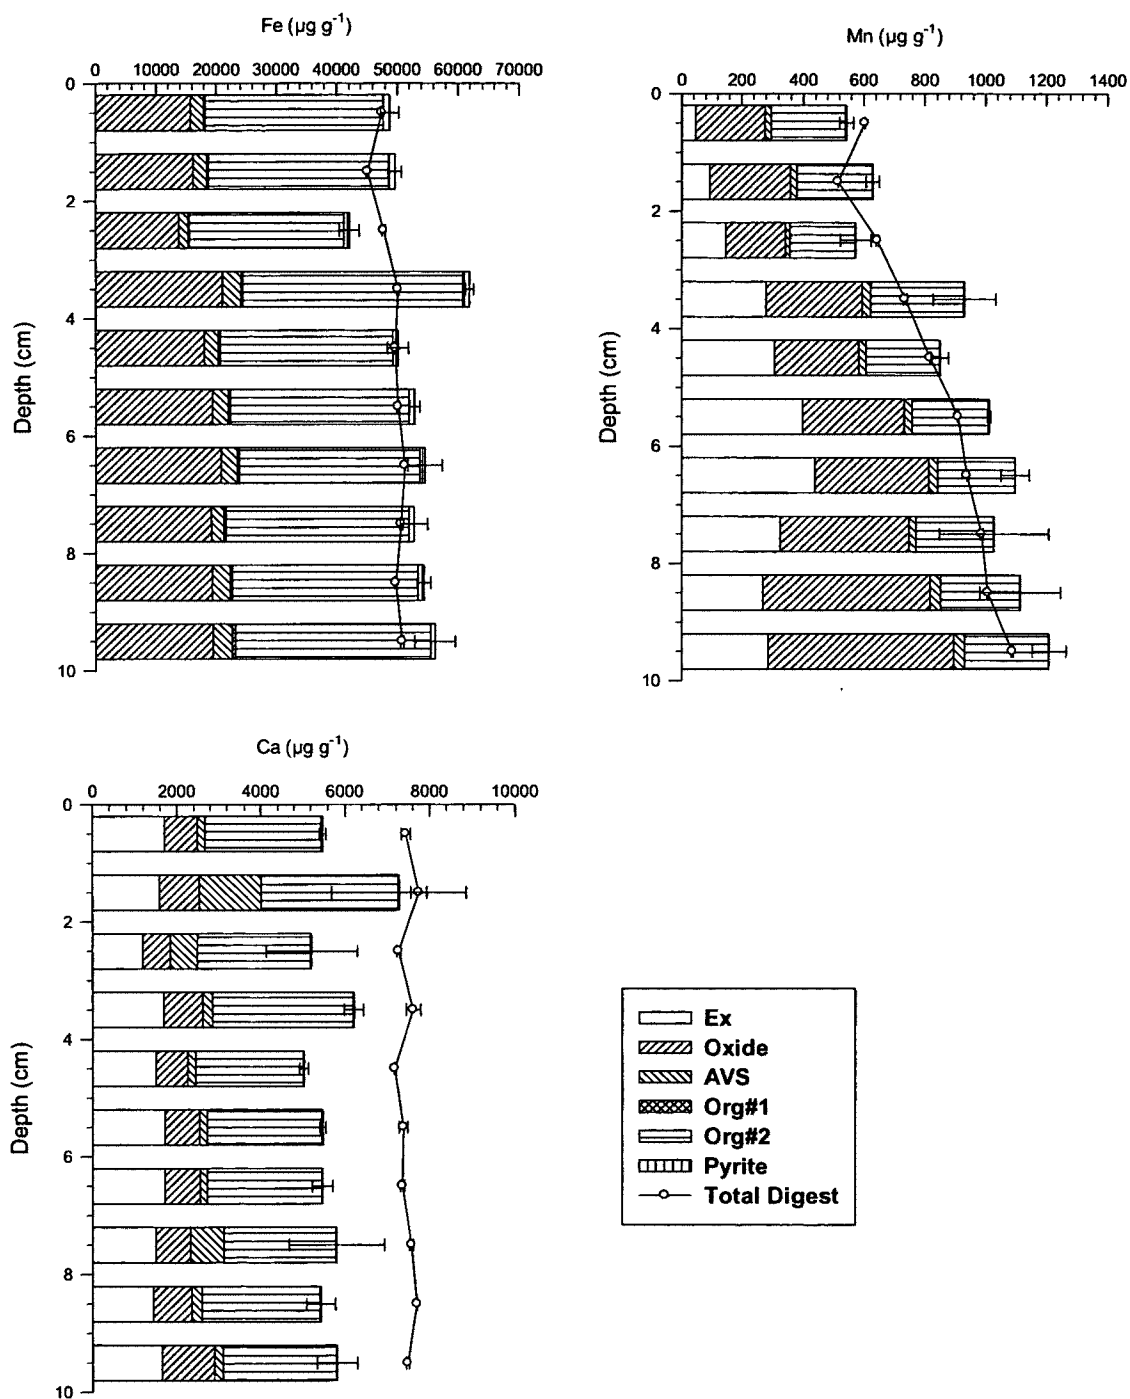 Fe (µg g⁻¹)
0 10000 20000 30000 40000 50000 60000 70000
0
2
4
6
8
10
Depth (cm)
Mn (µg g⁻¹)
0 200 400 600 800 1000 1200 1400
0
2
4
6
8
10
Depth (cm)
Ca (µg g⁻¹)
0 2000 4000 6000 8000 10000
0
2
4
6
8
10
Depth (cm)
Ex
Oxide
AVS
Org#1
Org#2
Pyrite
Total Digest